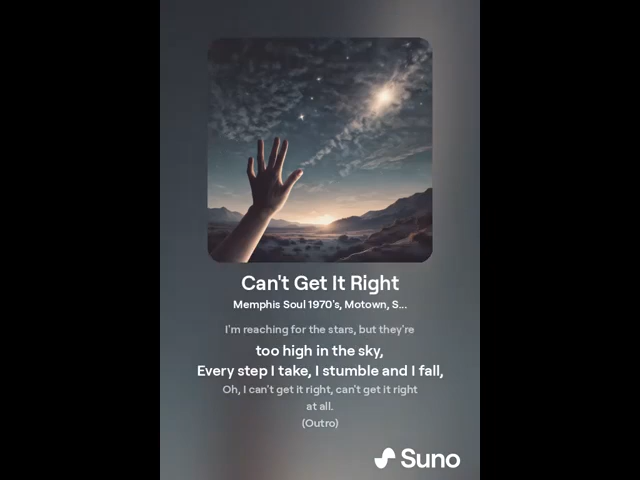 Can't Get It Right
Memphis Soul 1970's, Motown, S...
I'm reaching for the stars, but they're
too high in the sky,
Every step I take, I stumble and I fall,
Oh, I can't get it right, can't get it right
at all.
(Outro)
Suno